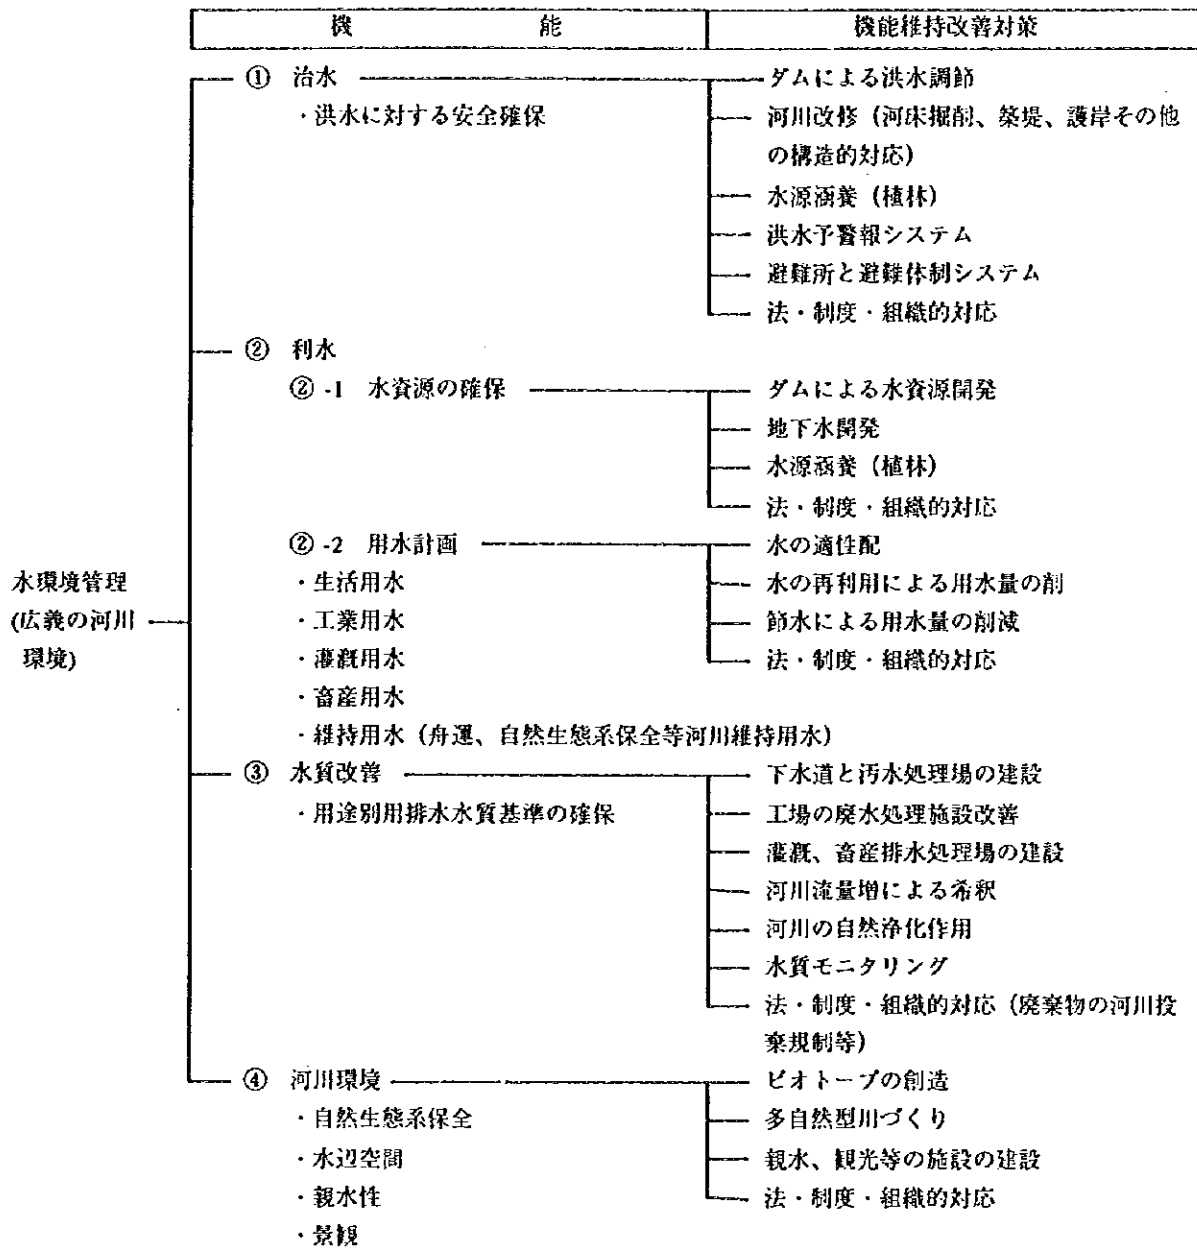 機 能 機能維持改善対策
① 治水 ダムによる洪水調節
・洪水に対する安全確保 河川改修（河床掘削、築堤、護岸その他
の構造的対応）
水源涵養（植林）
洪水予警報システム
避難所と避難体制システム
法・制度・組織的対応
② 利水
②-1 水資源の確保 ダムによる水資源開発
地下水開発
水源涵養（植林）
法・制度・組織的対応
②-2 用水計画 水の適性配
水環境管理 ・生活用水 水の再利用による用水量の削
(広義の河川 ・工業用水 節水による用水量の削減
環境) ・灌漑用水 法・制度・組織的対応
・畜産用水
・維持用水（舟運、自然生態系保全等河川維持用水）
③ 水質改善 下水道と汚水処理場の建設
・用途別用排水水質基準の確保 工場の廃水処理施設改善
灌漑、畜産排水処理場の建設
河川流量増による希釈
河川の自然浄化作用
水質モニタリング
法・制度・組織的対応（廃棄物の河川投
棄規制等）
④ 河川環境 ビオトープの創造
・自然生態系保全 多自然型川づくり
・水辺空間 親水、観光等の施設の建設
・親水性 法・制度・組織的対応
・景観